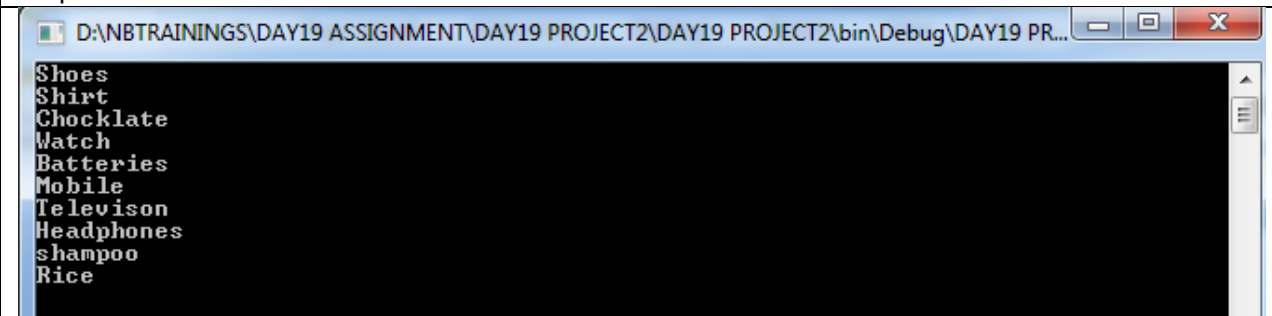 D:\NBTRAININGS\DAY19 ASSIGNMENT\DAY19 PROJECT2\DAY19 PROJECT2\bin\Debug\DAY19 PR...
Shoes
Shirt
Chocklate
Watch
Batteries
Mobile
Televison
Headphones
shampoo
Rice